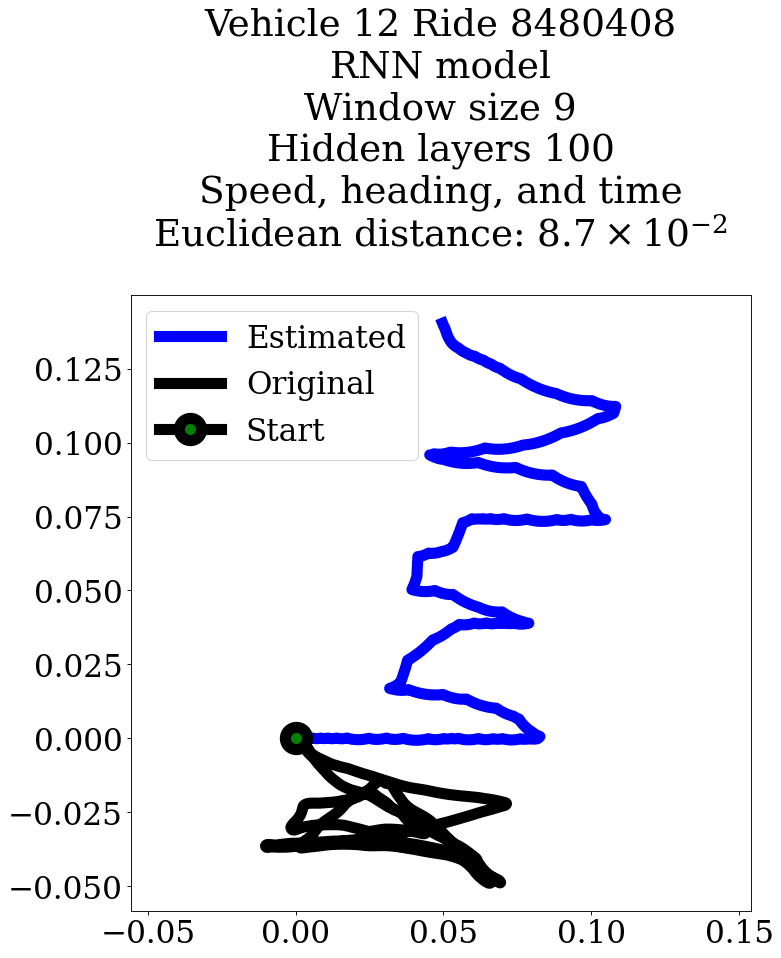 Vehicle 12 Ride 8480408
RNN model
Window size 9
Hidden layers 100
Speed, heading, and time
Euclidean distance: 8.7 × 10⁻²
Estimated
Original
Start
0.125
0.100
0.075
0.050
0.025
0.000
−0.025
−0.050
−0.05 0.00 0.05 0.10 0.15